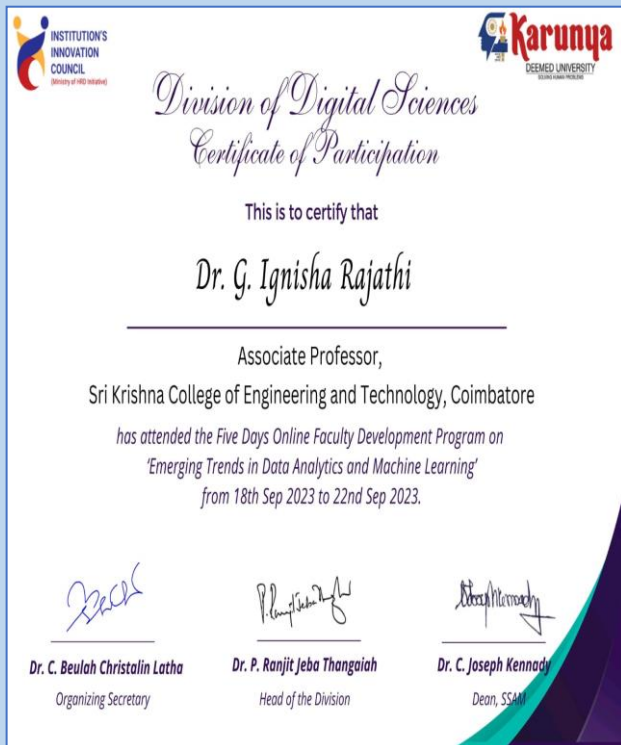 INSTITUTION'S
INNOVATION
COUNCIL
(Ministry of HRD Initiative)
Karunya
DEEMED UNIVERSITY
SOLVING HUMAN PROBLEMS
Division of Digital Sciences
Certificate of Participation
This is to certify that
Dr. G. Ignisha Rajathi
Associate Professor,
Sri Krishna College of Engineering and Technology, Coimbatore
has attended the Five Days Online Faculty Development Program on
'Emerging Trends in Data Analytics and Machine Learning'
from 18th Sep 2023 to 22nd Sep 2023.
Dr. C. Beulah Christalin Latha
Organizing Secretary
Dr. P. Ranjit Jeba Thangaiah
Head of the Division
Dr. C. Joseph Kennady
Dean, SSAM